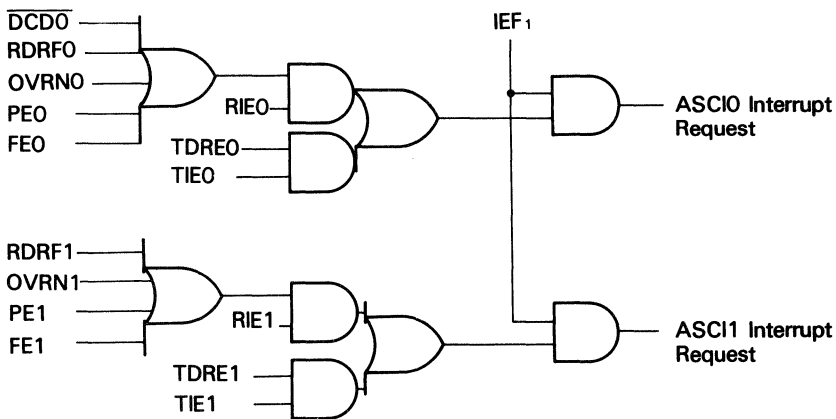 D̅C̅D̅0̅
RDRF0
OVRN0
PE0
FE0
RIE0
TDRE0
TIE0
IEF₁
ASCI0 Interrupt
Request
RDRF1
OVRN1
PE1
FE1
RIE1
TDRE1
TIE1
ASCI1 Interrupt
Request